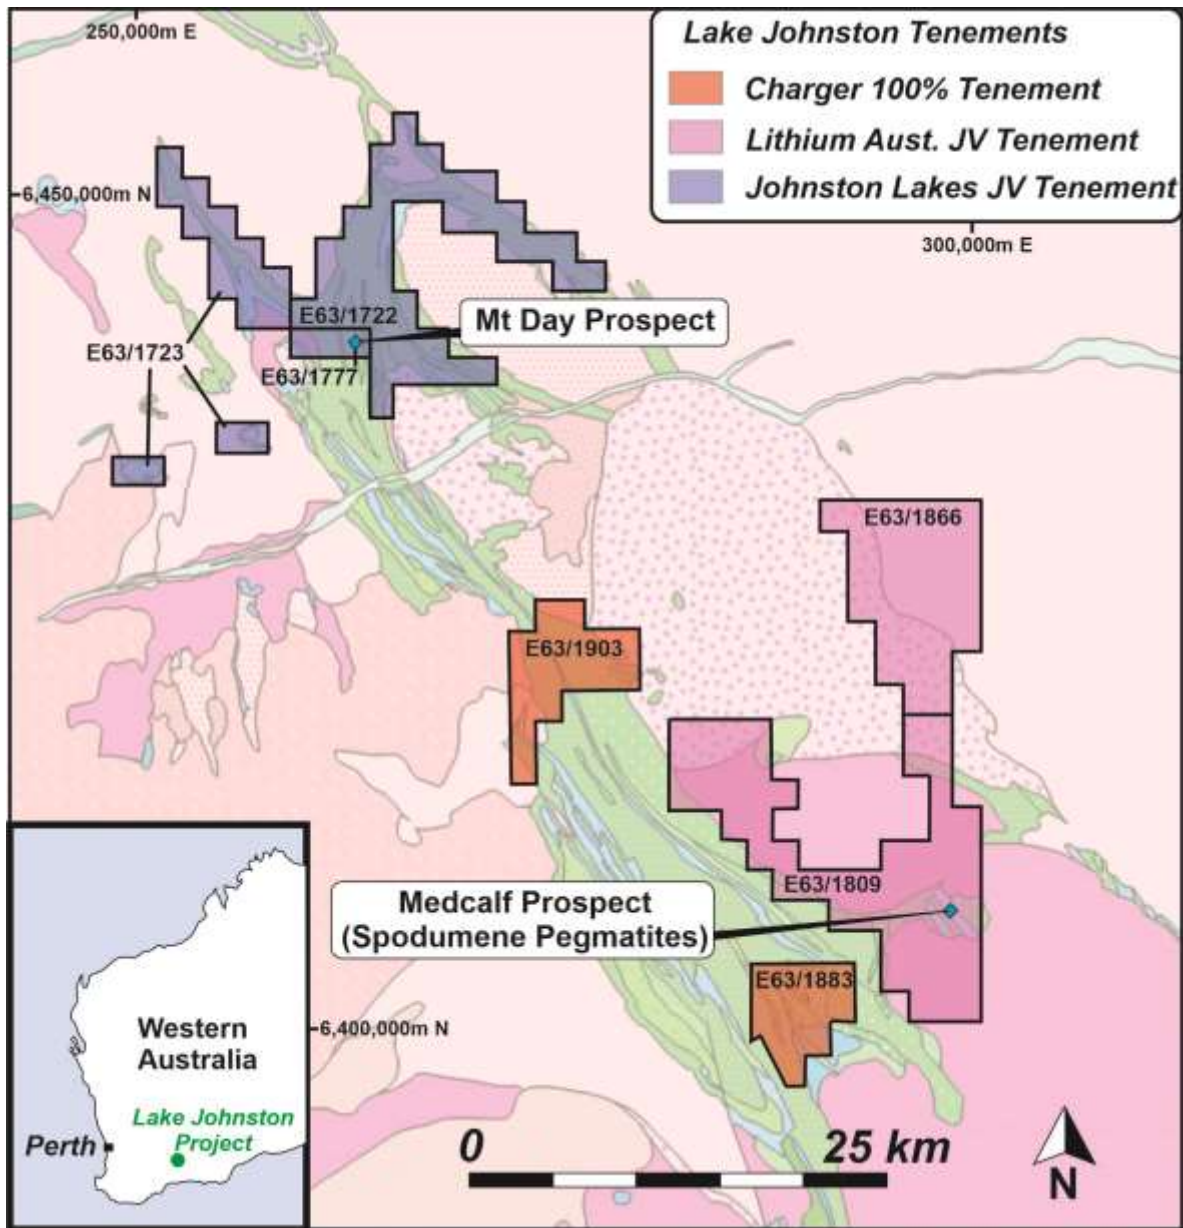 250,000m E
Lake Johnston Tenements
Charger 100% Tenement
Lithium Aust. JV Tenement
Johnston Lakes JV Tenement
6,450,000m N
300,000m E
E63/1722
Mt Day Prospect
E63/1723
E63/1777
E63/1866
E63/1903
E63/1809
Medcalf Prospect
(Spodumene Pegmatites)
E63/1883
6,400,000m N
Western
Australia
Lake Johnston
Project
Perth
0
25 km
N